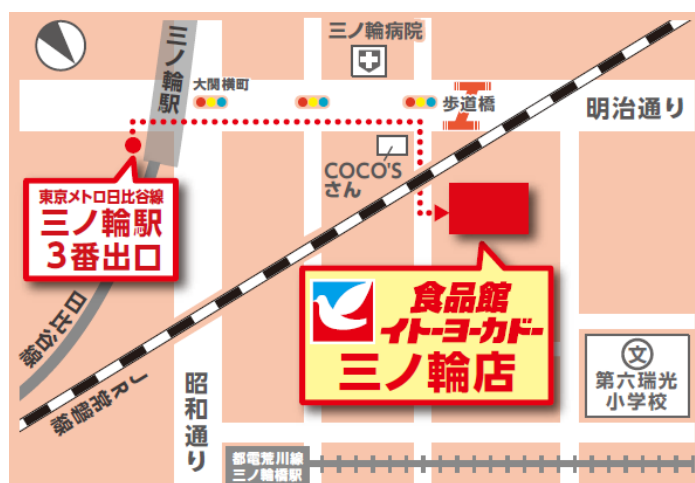 三ノ輪駅
三ノ輪病院
大関横町
歩道橋
明治通り
COCO'S
さん
東京メトロ日比谷線
三ノ輪駅
3番出口
食品館
イトーヨーカドー
三ノ輪店
日比谷線
JR常磐線
昭和通り
文
第六瑞光
小学校
都電荒川線
三ノ輪橋駅